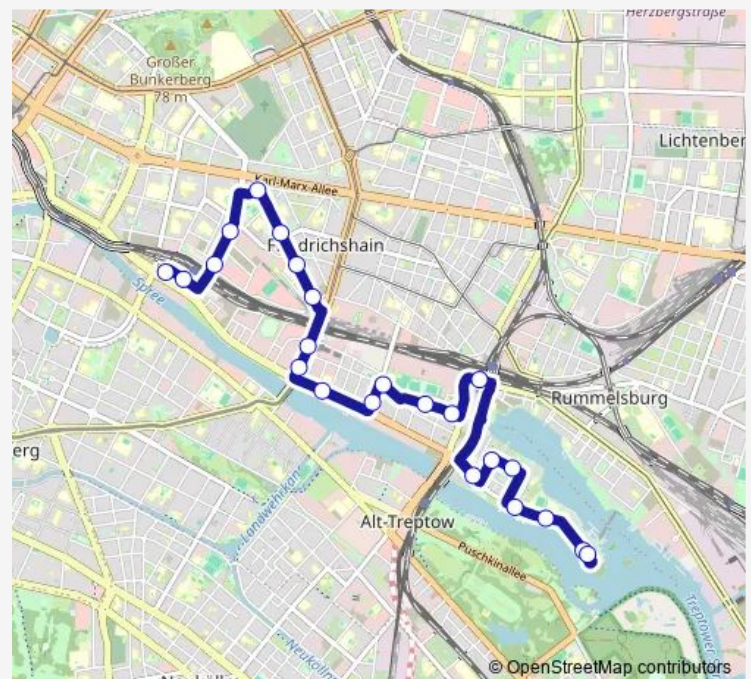 Herzbergstraße
Großer
Bunkerberg
78 m
Lichtenber
Karl-Marx-Allee
F
drichshain
Spree
Rummelsburg
erg
Landwehrkan
Alt-Treptow
Puschkinallee
Treptower
Neukölln
© OpenStreetMap contributors